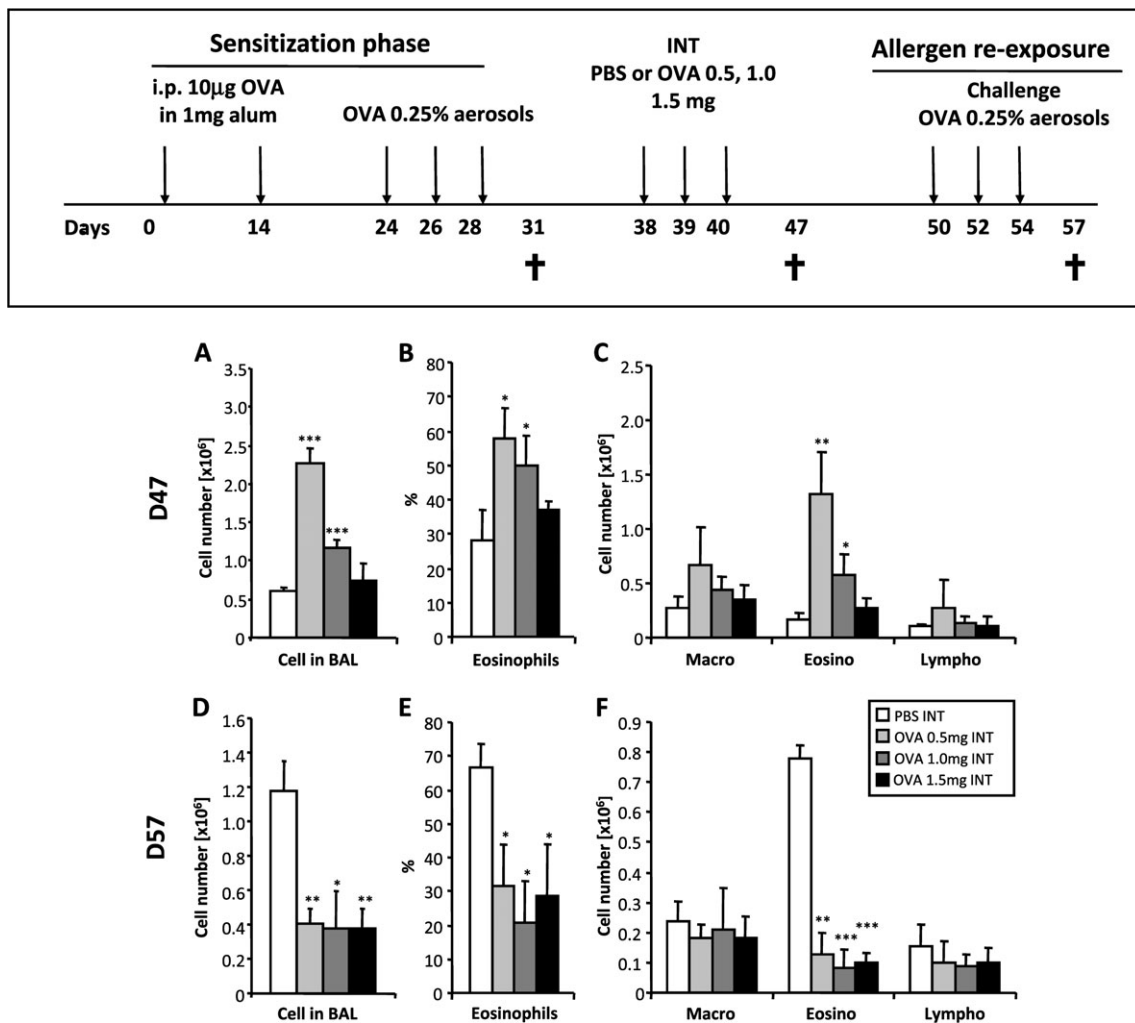 Sensitization phase
i.p. 10μg OVA
in 1mg alum
OVA 0.25% aerosols
INT
PBS or OVA 0.5, 1.0
1.5 mg
Allergen re-exposure
Challenge
OVA 0.25% aerosols
Days 0 14 24 26 28 31 38 39 40 47 50 52 54 57
D47
A
Cell number [x10⁶]
3.5
3.0
2.5
2.0
1.5
1.0
0.5
0
***
***
Cell in BAL
B
%
80
70
60
50
40
30
20
10
0
*
*
Eosinophils
C
Cell number [x10⁶]
2.5
2.0
1.5
1.0
0.5
0
**
*
Macro Eosino Lympho
D57
D
Cell number [x10⁶]
1.6
1.4
1.2
1.0
0.8
0.6
0.4
0.2
0
** * **
Cell in BAL
E
%
80
70
60
50
40
30
20
10
0
* * *
Eosinophils
F
Cell number [x10⁶]
0.9
0.8
0.7
0.6
0.5
0.4
0.3
0.2
0.1
0
** *** ***
Macro Eosino Lympho
PBS INT
OVA 0.5mg INT
OVA 1.0mg INT
OVA 1.5mg INT